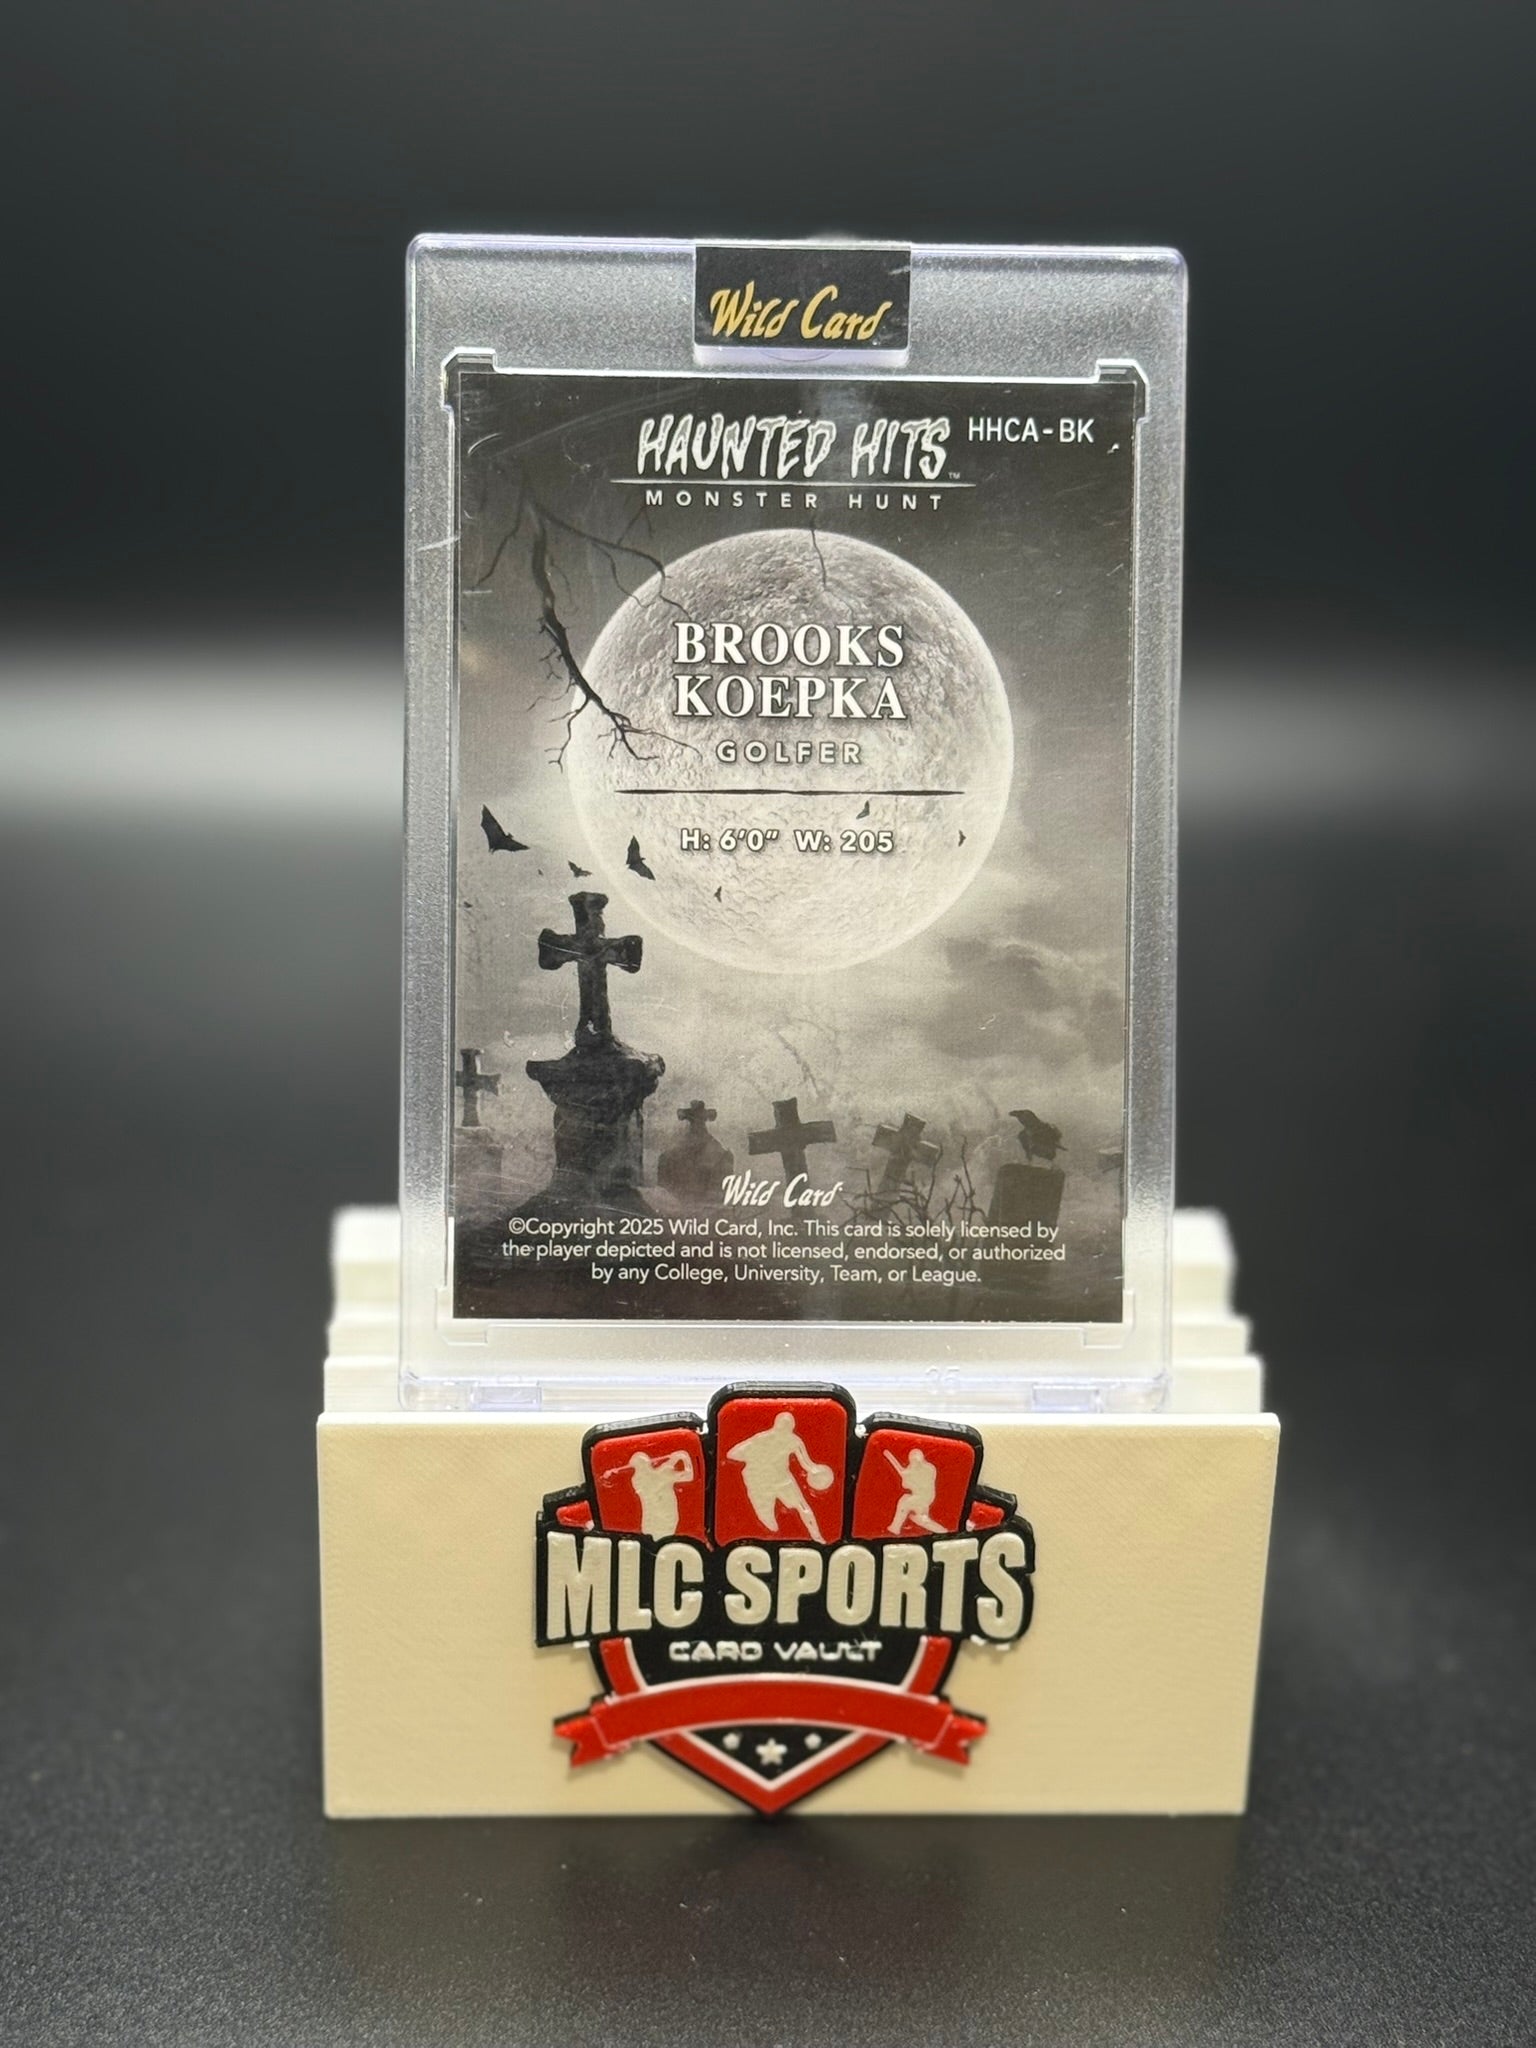 Wild Card
HAUNTED HITS™ HHCA-BK
MONSTER HUNT
BROOKS
KOEPKA
GOLFER
H: 6'0" W: 205
Wild Card
©Copyright 2025 Wild Card, Inc. This card is solely licensed by
the player depicted and is not licensed, endorsed, or authorized
by any College, University, Team, or League.
35
MLC SPORTS
CARD VAULT